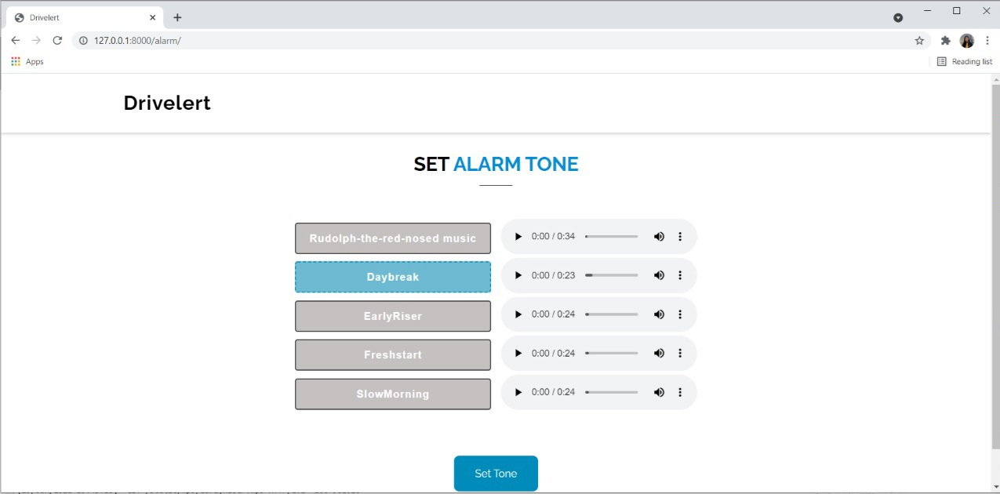 Drivelert
127.0.0.1:8000/alarm/
Apps
Reading list
Drivelert
SET ALARM TONE
Rudolph-the-red-nosed music 0:00 / 0:34
Daybreak 0:00 / 0:23
EarlyRiser 0:00 / 0:24
Freshstart 0:00 / 0:24
SlowMorning 0:00 / 0:24
Set Tone